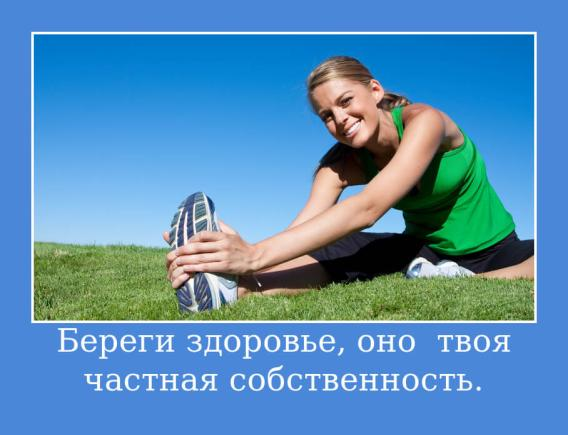 Береги здоровье, оно  твоя
частная собственность.